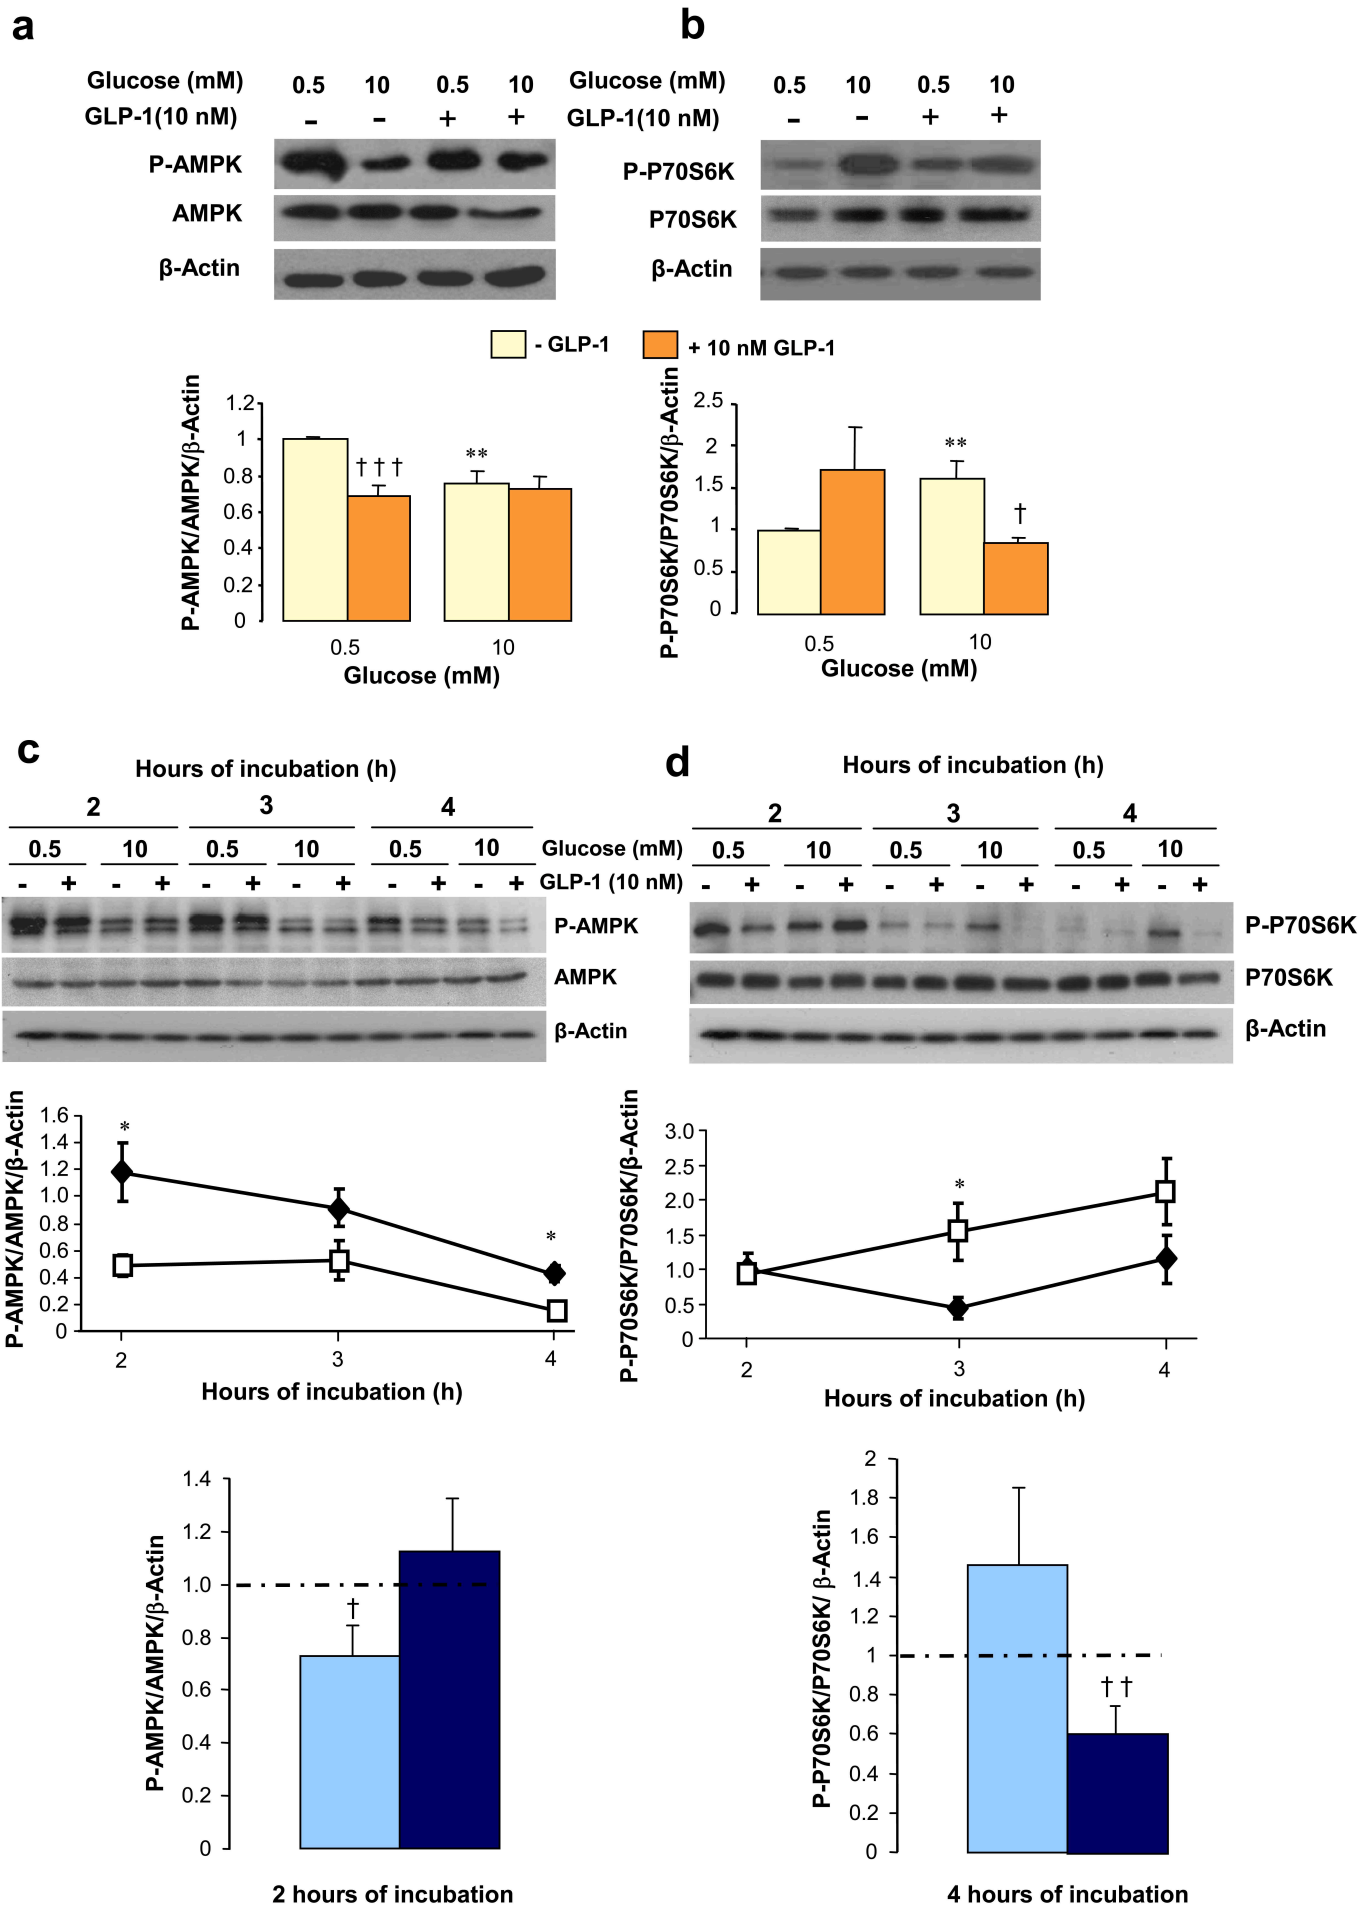 a
Glucose (mM) 0.5 10 0.5 10
GLP-1(10 nM) - - + +
P-AMPK
AMPK
β-Actin
b
Glucose (mM) 0.5 10 0.5 10
GLP-1(10 nM) - - + +
P-P70S6K
P70S6K
β-Actin
- GLP-1
+ 10 nM GLP-1
P-AMPK/AMPK/β-Actin
1.2
1
0.8
0.6
0.4
0.2
0
†††
**
0.5 10
Glucose (mM)
P-P70S6K/P70S6K/β-Actin
2.5
2
1.5
1
0.5
0
**
†
0.5 10
Glucose (mM)
c
Hours of incubation (h)
2 3 4
0.5 10 0.5 10 0.5 10 Glucose (mM)
- + - + - + - + - + - + GLP-1 (10 nM)
P-AMPK
AMPK
β-Actin
d
Hours of incubation (h)
2 3 4
0.5 10 0.5 10 0.5 10
- + - + - + - + - + - +
P-P70S6K
P70S6K
β-Actin
P-AMPK/AMPK/β-Actin
1.6
1.4
1.2
1.0
0.8
0.6
0.4
0.2
0
*
*
2 3 4
Hours of incubation (h)
P-P70S6K/P70S6K/β-Actin
3.0
2.5
2.0
1.5
1.0
0.5
0
*
2 3 4
Hours of incubation (h)
P-AMPK/AMPK/β-Actin
1.4
1.2
1.0
0.8
0.6
0.4
0.2
0
†
2 hours of incubation
P-P70S6K/P70S6K/ β-Actin
2
1.8
1.6
1.4
1.2
1
0.8
0.6
0.4
0.2
0
††
4 hours of incubation